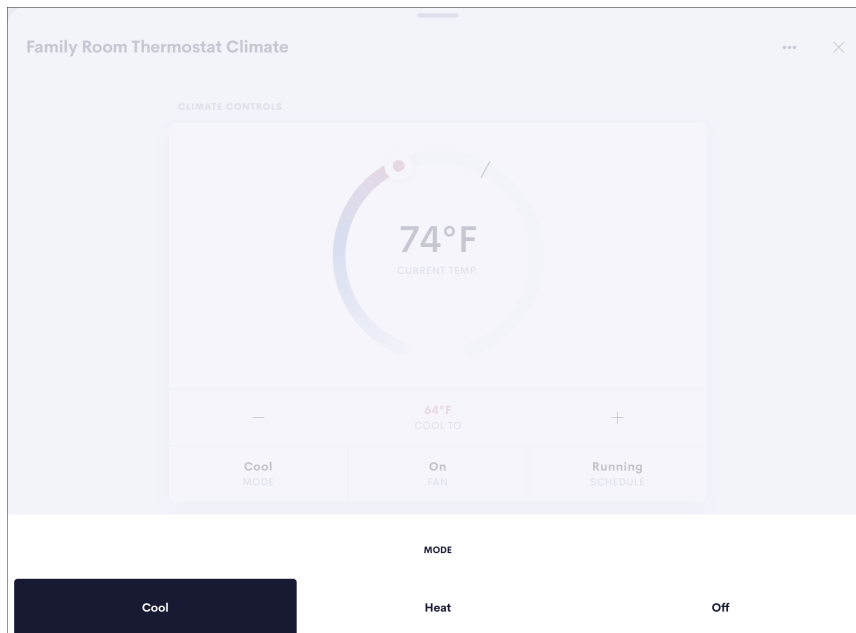 Family Room Thermostat Climate
CLIMATE CONTROLS
74°F
CURRENT TEMP.
64°F
COOL TO
Cool On Running
MODE FAN SCHEDULE
MODE
Cool Heat Off